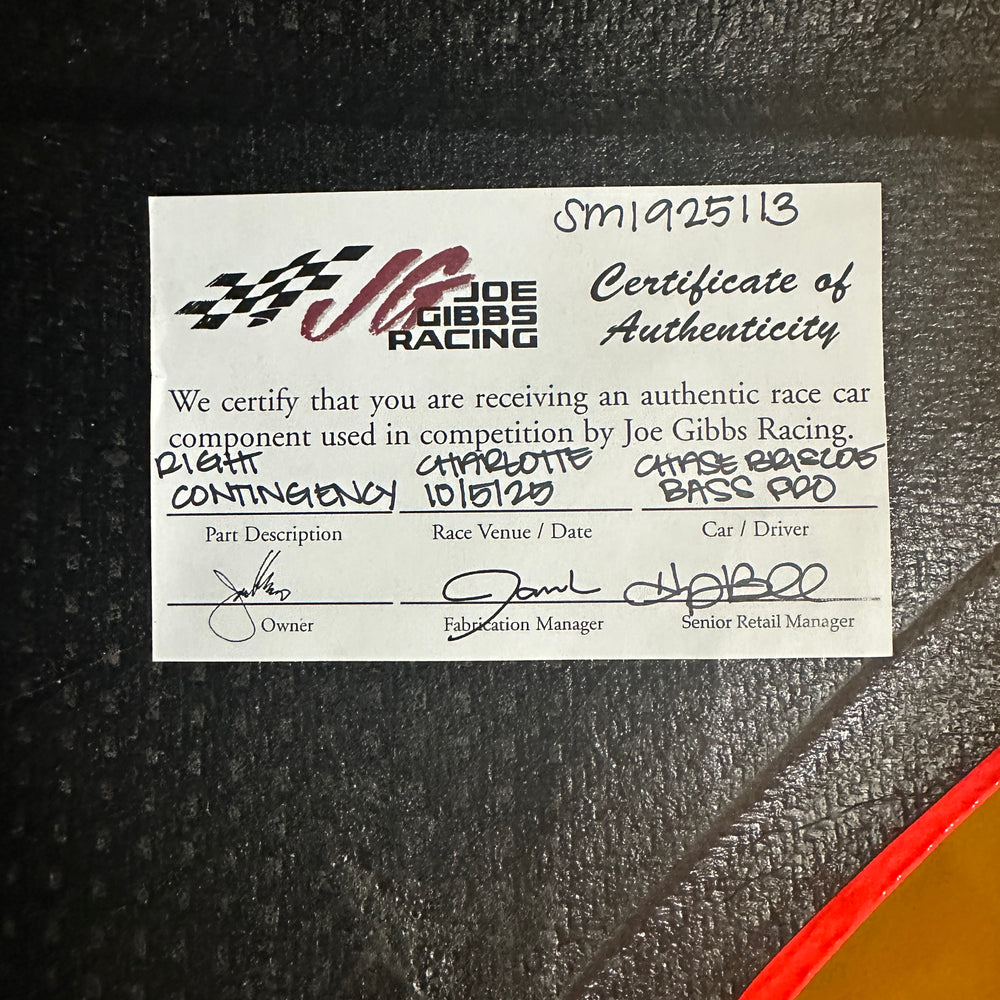 SM1925113
JG JOE
GIBBS
RACING
Certificate of
Authenticity
We certify that you are receiving an authentic race car
component used in competition by Joe Gibbs Racing.
RIGHT CHARLOTTE CHASE BRISCOE
CONTINGENCY 10/5/25 BASS PRO
Part Description Race Venue / Date Car / Driver
Owner Fabrication Manager Senior Retail Manager